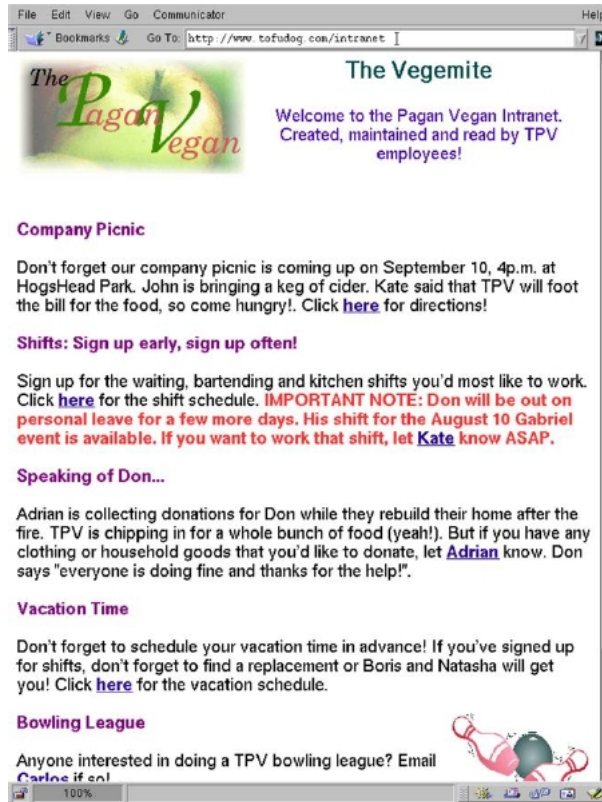 File Edit View Go Communicator Help
Bookmarks Go To: http://www.tofudog.com/intranet
The Pagan Vegan
The Vegemite
Welcome to the Pagan Vegan Intranet.
Created, maintained and read by TPV
employees!
Company Picnic
Don't forget our company picnic is coming up on September 10, 4p.m. at
HogsHead Park. John is bringing a keg of cider. Kate said that TPV will foot
the bill for the food, so come hungry!. Click here for directions!
Shifts: Sign up early, sign up often!
Sign up for the waiting, bartending and kitchen shifts you'd most like to work.
Click here for the shift schedule. IMPORTANT NOTE: Don will be out on
personal leave for a few more days. His shift for the August 10 Gabriel
event is available. If you want to work that shift, let Kate know ASAP.
Speaking of Don...
Adrian is collecting donations for Don while they rebuild their home after the
fire. TPV is chipping in for a whole bunch of food (yeah!). But if you have any
clothing or household goods that you'd like to donate, let Adrian know. Don
says "everyone is doing fine and thanks for the help!".
Vacation Time
Don't forget to schedule your vacation time in advance! If you've signed up
for shifts, don't forget to find a replacement or Boris and Natasha will get
you! Click here for the vacation schedule.
Bowling League
Anyone interested in doing a TPV bowling league? Email
Carlos if so!
100%